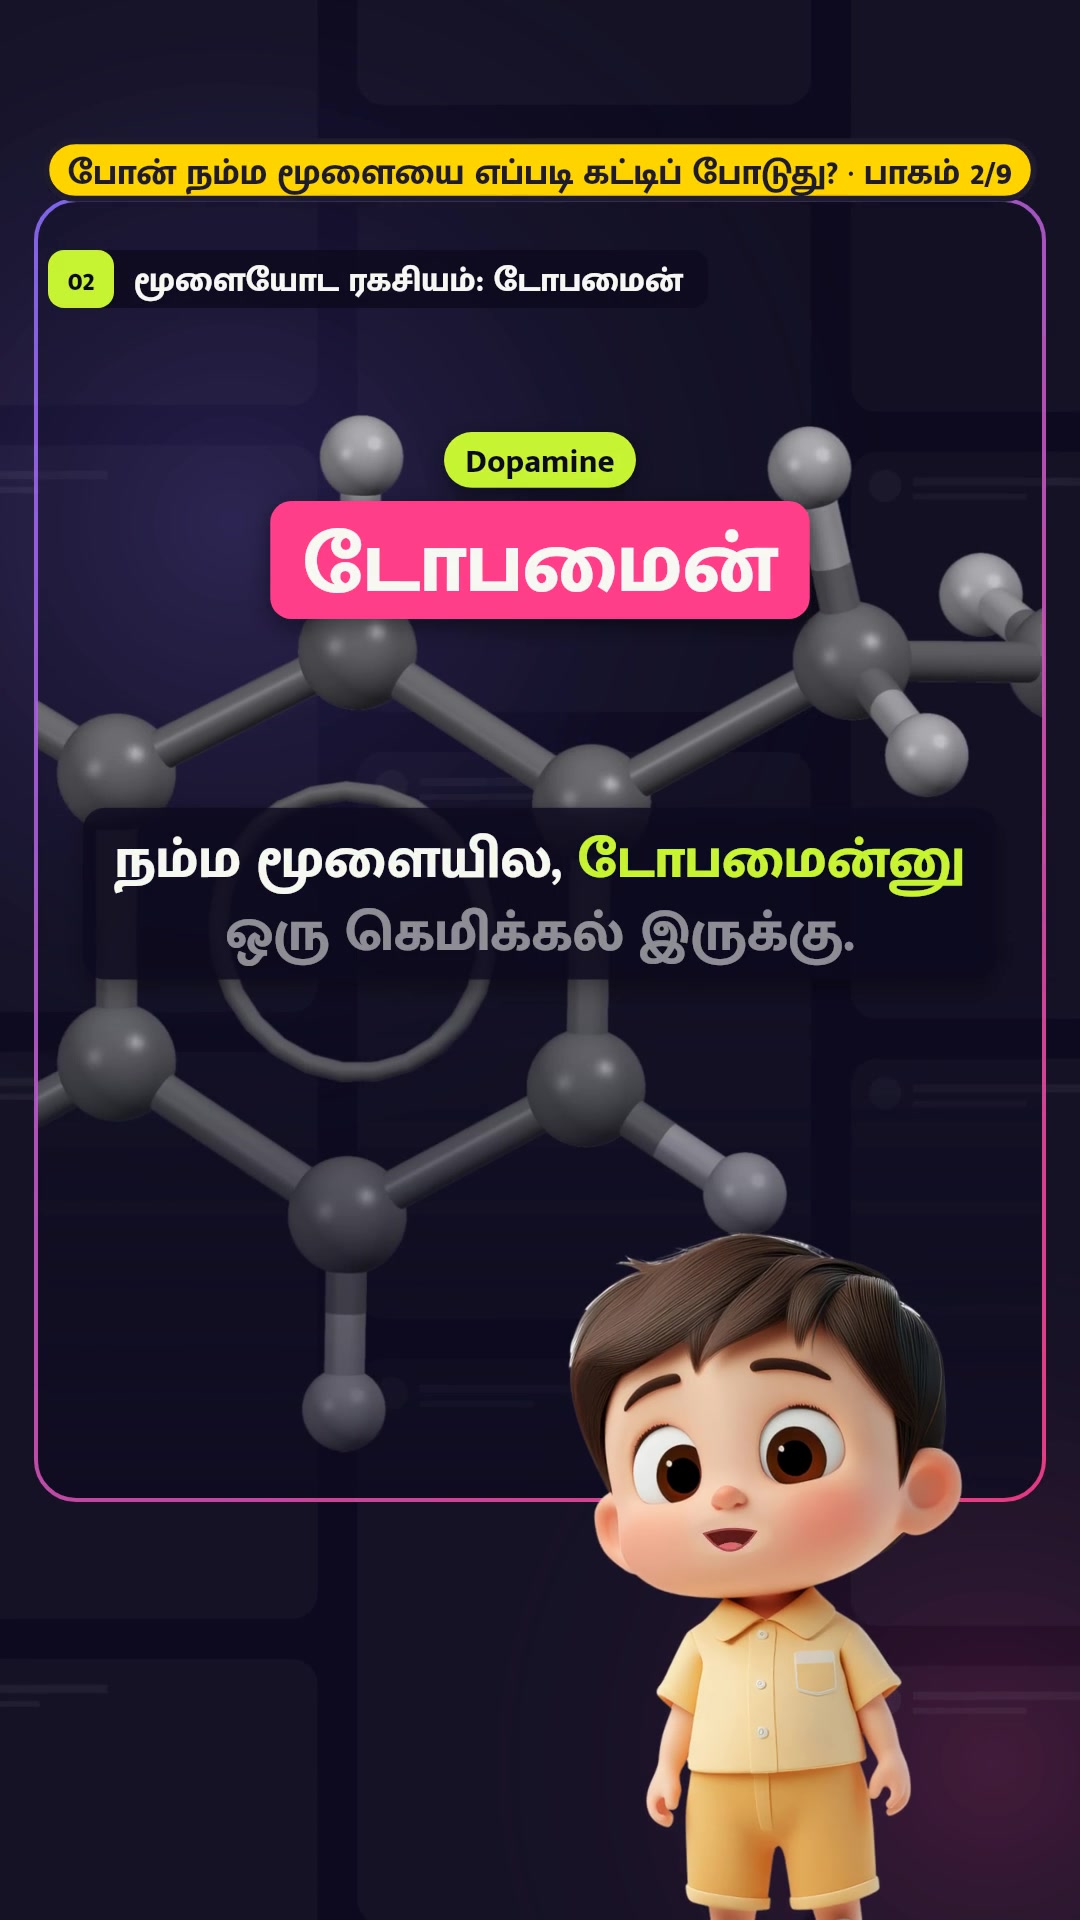 போன் நம்ம மூளையை எப்படி கட்டிப் போடுது? · பாகம் 2/9
02 மூளையோட ரகசியம்: டோபமைன்
Dopamine
டோபமைன்
நம்ம மூளையில, டோபமைன்னு
ஒரு கெமிக்கல் இருக்கு.